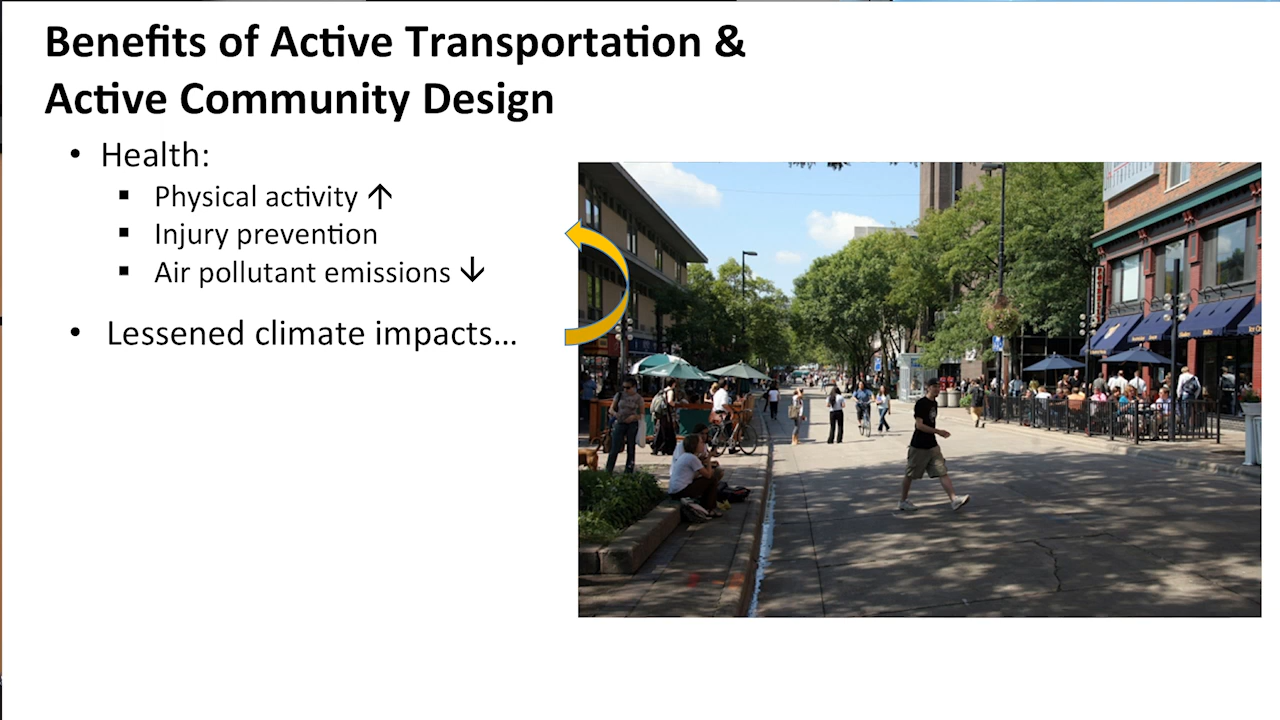 Benefits of Active Transportation &
Active Community Design
• Health:
▪ Physical activity ↑
▪ Injury prevention
▪ Air pollutant emissions ↓
• Lessened climate impacts...